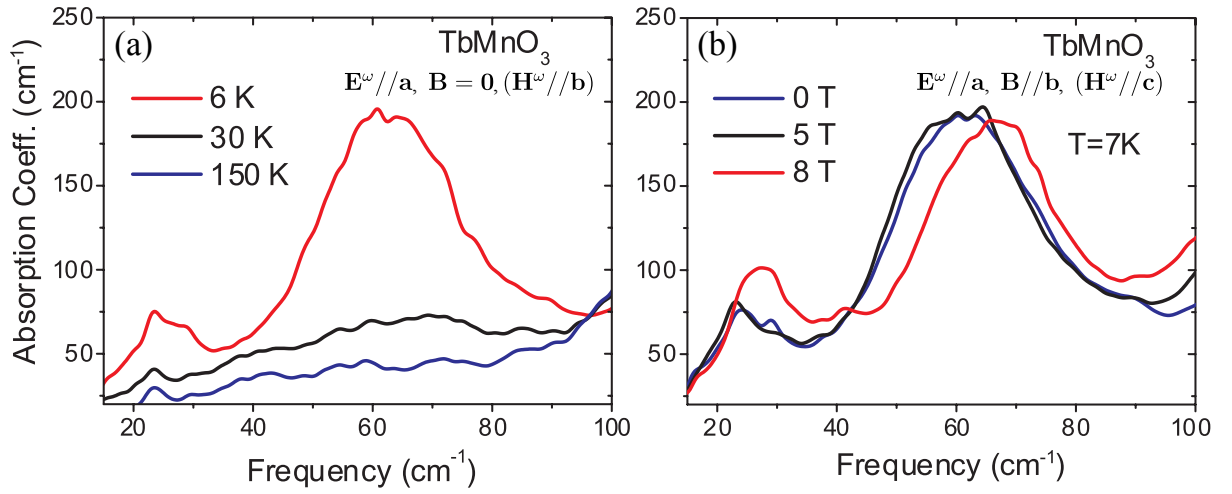 (a)
TbMnO₃
E^ω//a, B = 0, (H^ω//b)
6 K
30 K
150 K
250
200
150
100
50
20
40
60
80
100
Absorption Coeff. (cm⁻¹)
Frequency (cm⁻¹)
(b)
TbMnO₃
E^ω//a, B//b, (H^ω//c)
0 T
5 T
8 T
T=7K
250
200
150
100
50
20
40
60
80
100
Frequency (cm⁻¹)